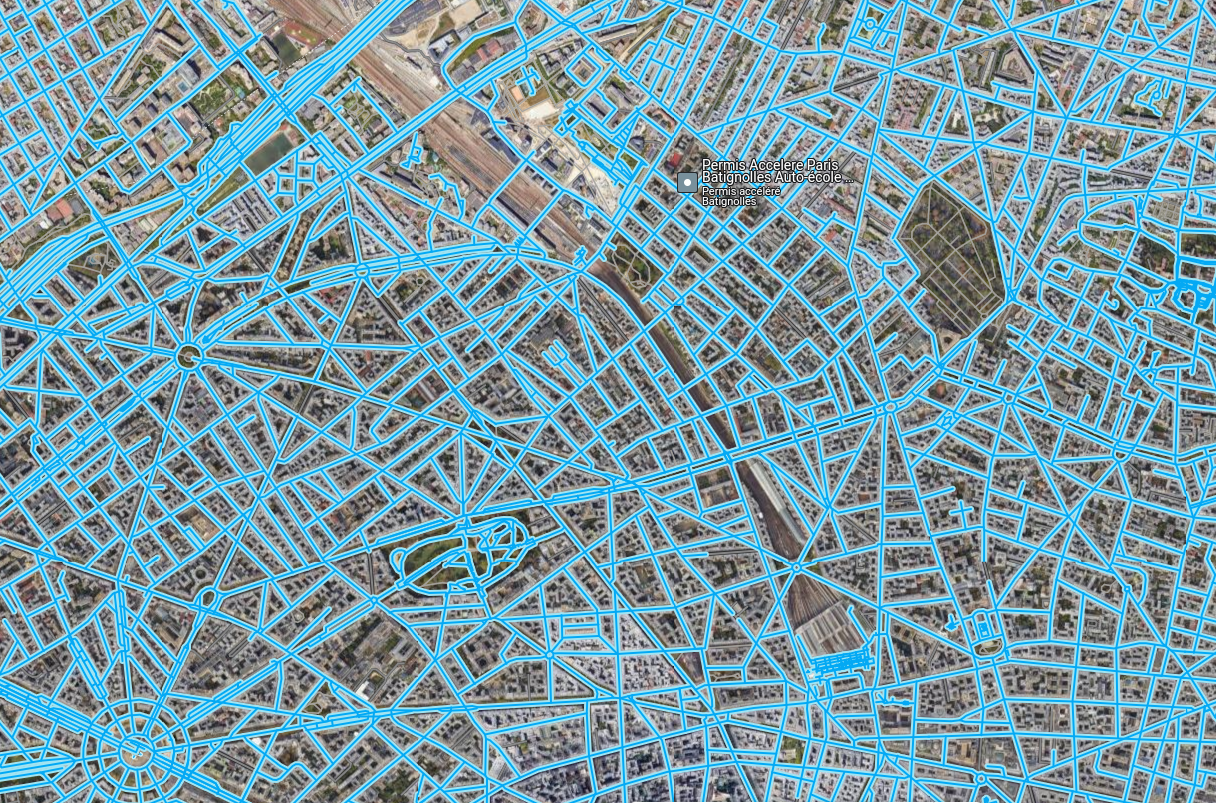 Permis Accelere Paris
Batignolles Auto-école ...
Permis accéléré
Batignolles